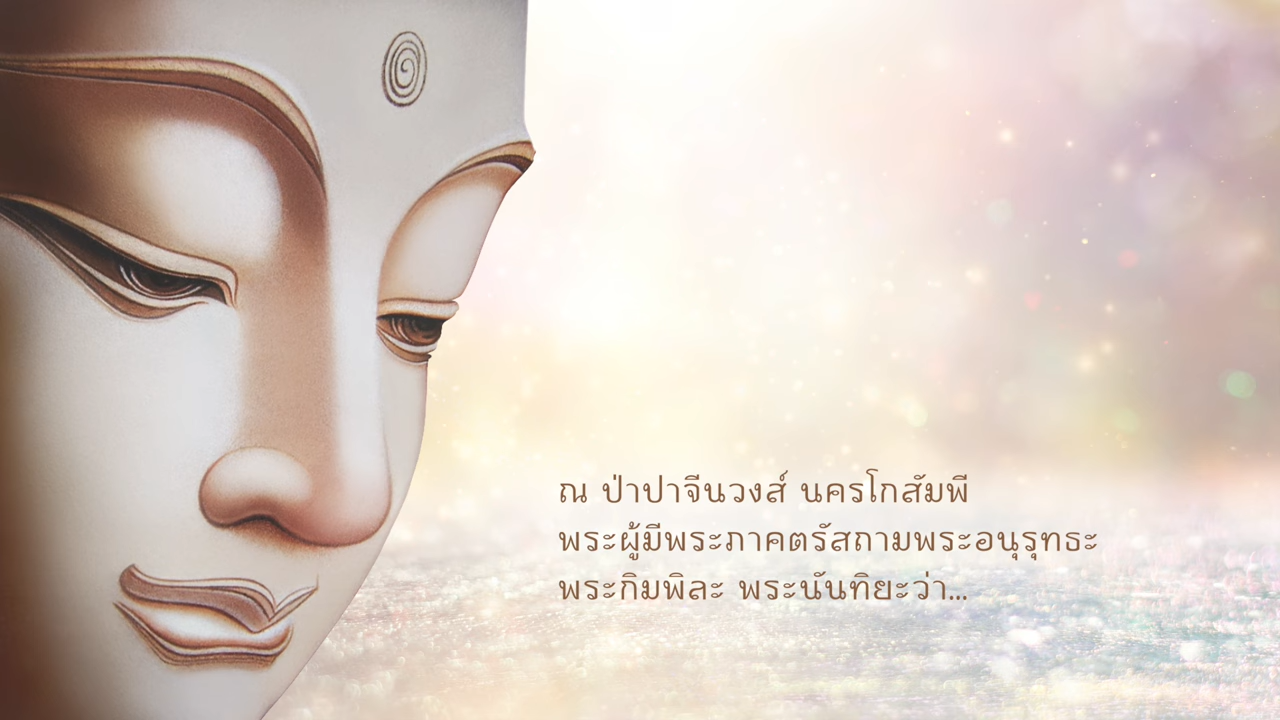 ณ ป่าปาจีนวงส์ นครโกสัมพี
พระผู้มีพระภาคตรัสถามพระอนุรุทธะ
พระกิมพิละ พระนันทิยะว่า...